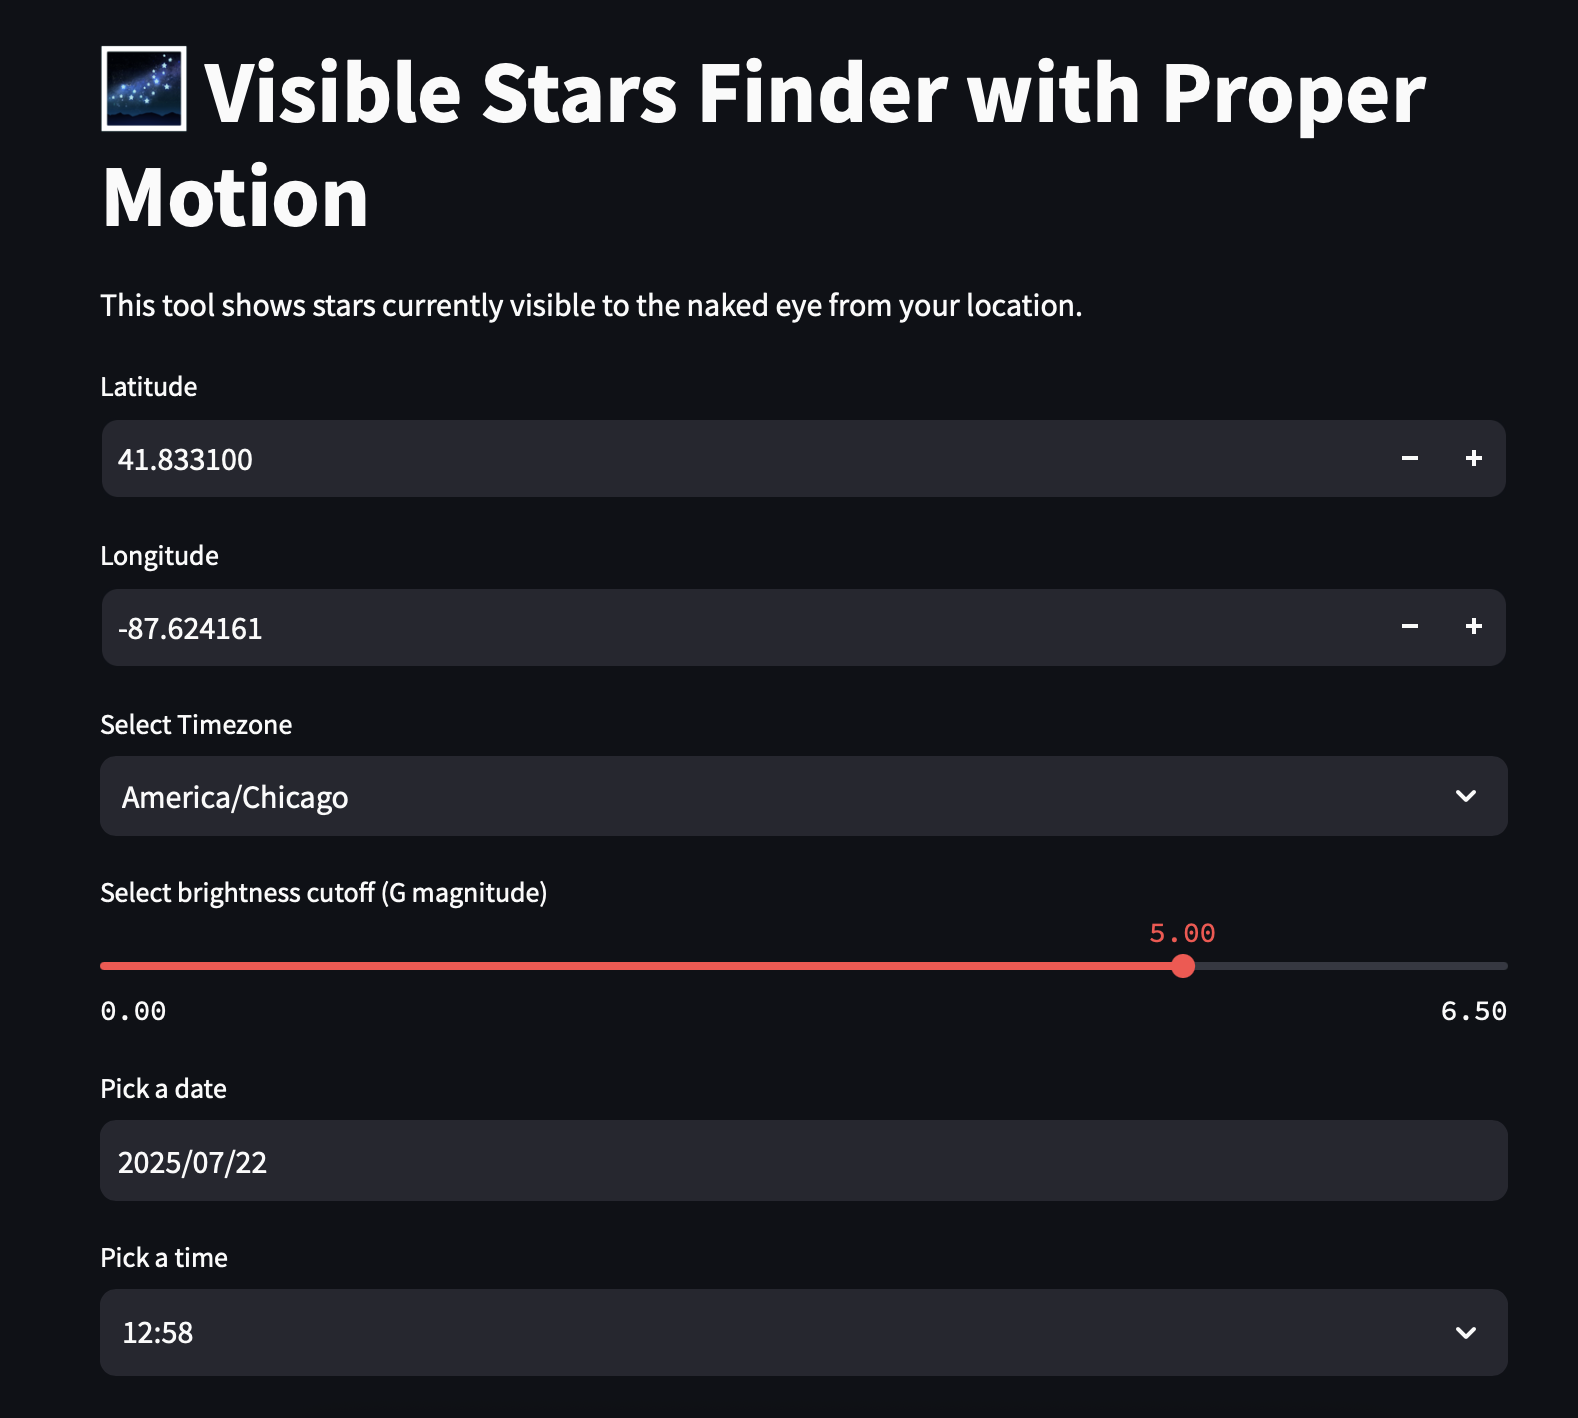 Visible Stars Finder with Proper
Motion
This tool shows stars currently visible to the naked eye from your location.
Latitude
41.833100
Longitude
-87.624161
Select Timezone
America/Chicago
Select brightness cutoff (G magnitude)
5.00
0.00 6.50
Pick a date
2025/07/22
Pick a time
12:58